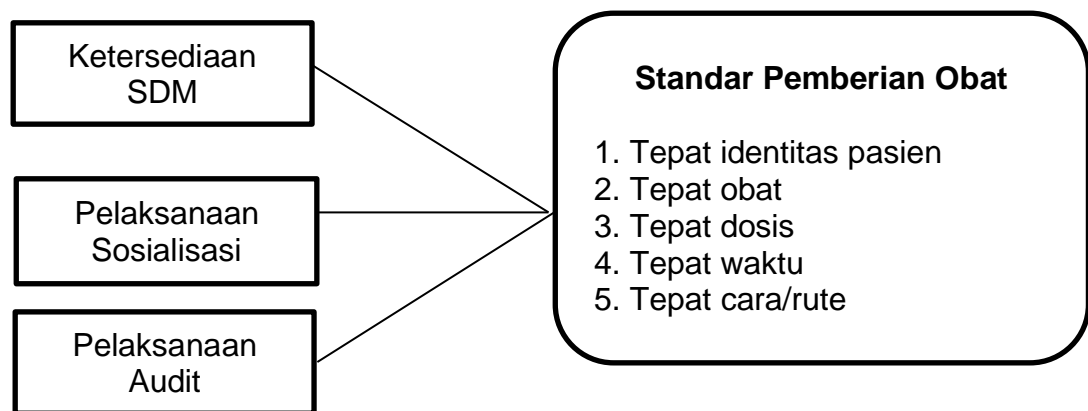 Ketersediaan
SDM
Pelaksanaan
Sosialisasi
Pelaksanaan
Audit
Standar Pemberian Obat
1. Tepat identitas pasien
2. Tepat obat
3. Tepat dosis
4. Tepat waktu
5. Tepat cara/rute